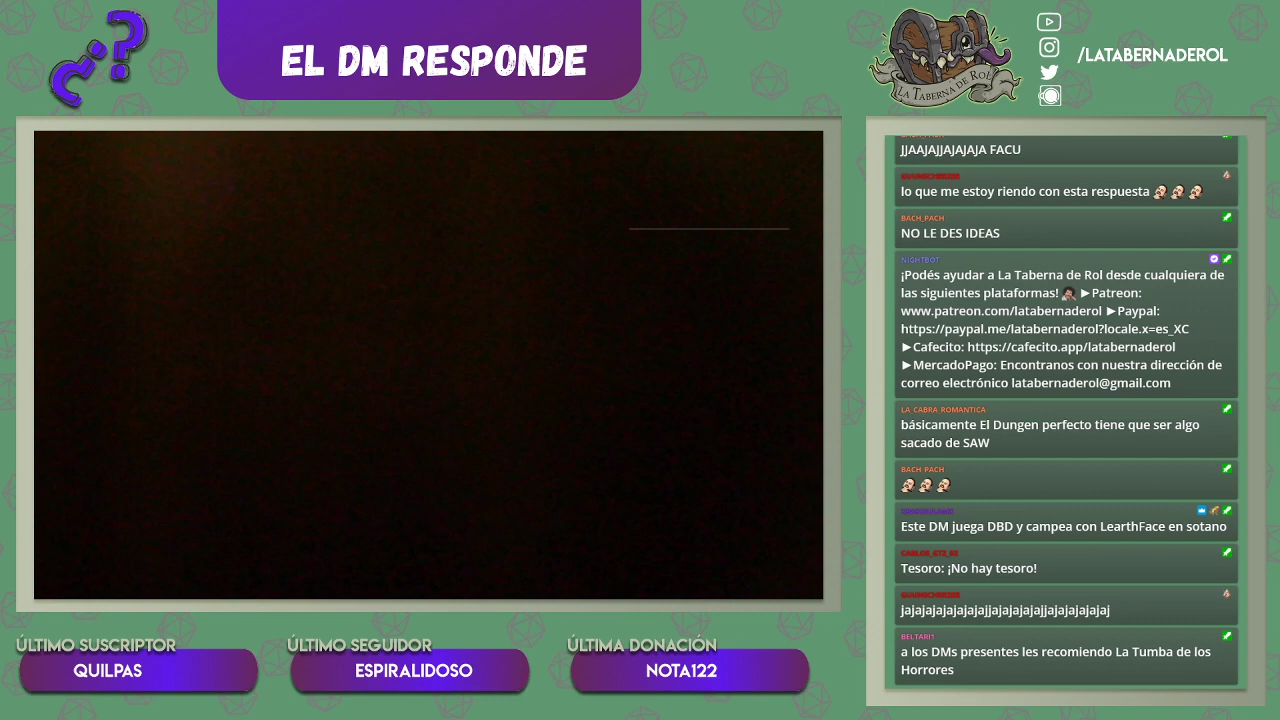 ¿?
EL DM RESPONDE
LA TABERNA DE ROL
/LATABERNADEROL
JJAAJAJJAJAJAJA FACU
lo que me estoy riendo con esta respuesta
BACH_PACH
NO LE DES IDEAS
NIGHTBOT
¡Podés ayudar a La Taberna de Rol desde cualquiera de
las siguientes plataformas! ►Patreon:
www.patreon.com/latabernaderol ►Paypal:
https://paypal.me/latabernaderol?locale.x=es_XC
►Cafecito: https://cafecito.app/latabernaderol
►MercadoPago: Encontranos con nuestra dirección de
correo electrónico latabernaderol@gmail.com
LA_CABRA_ROMANTICA
básicamente El Dungen perfecto tiene que ser algo
sacado de SAW
BACH_PACH
Este DM juega DBD y campea con LearthFace en sotano
Tesoro: ¡No hay tesoro!
jajajajajajajajajjajajajajajjajajajajajaj
BELTARI1
a los DMs presentes les recomiendo La Tumba de los
Horrores
ÚLTIMO SUSCRIPTOR
QUILPAS
ÚLTIMO SEGUIDOR
ESPIRALIDOSO
ÚLTIMA DONACIÓN
NOTA122